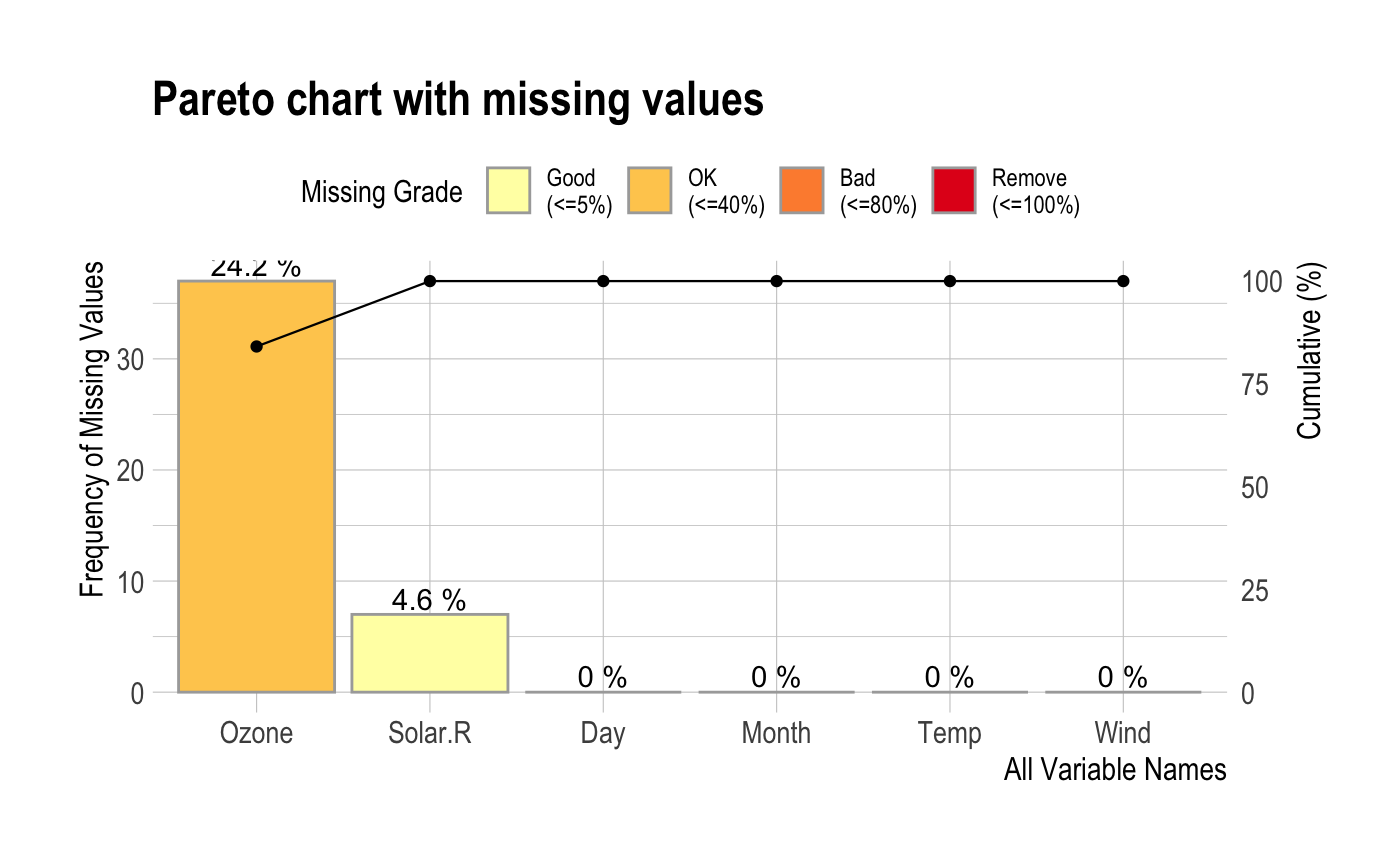 Pareto chart with missing values
Missing Grade
Good
(<=5%)
OK
(<=40%)
Bad
(<=80%)
Remove
(<=100%)
Frequency of Missing Values
30
20
10
0
24.2 %
4.6 %
0 %
0 %
0 %
0 %
100
75
50
25
0
Cumulative (%)
Ozone
Solar.R
Day
Month
Temp
Wind
All Variable Names